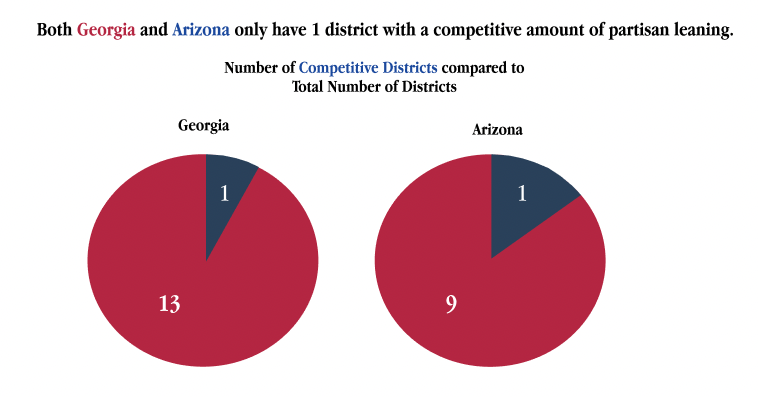 Both Georgia and Arizona only have 1 district with a competitive amount of partisan leaning.
Number of Competitive Districts compared to
Total Number of Districts
Georgia
Arizona
1
13
1
9